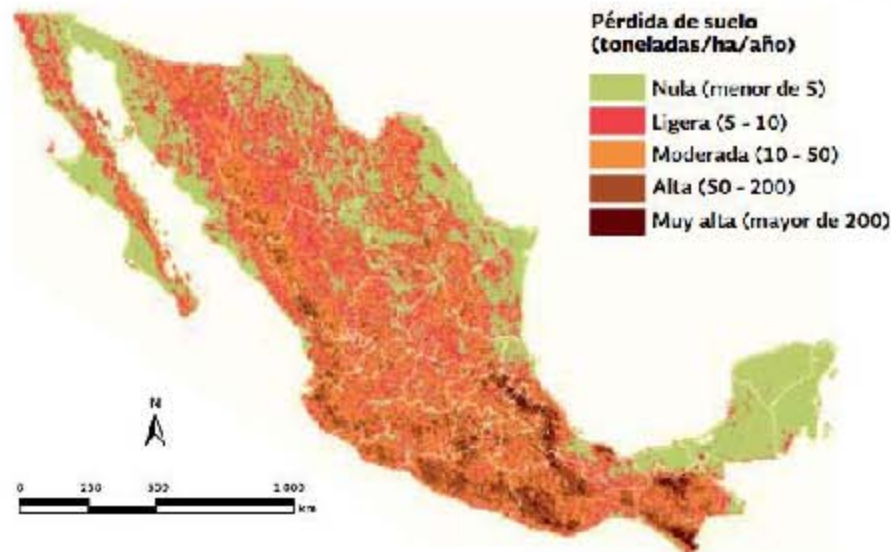 Pérdida de suelo
(toneladas/ha/año)
Nula (menor de 5)
Ligera (5 - 10)
Moderada (10 - 50)
Alta (50 - 200)
Muy alta (mayor de 200)
N
0 250 500 1 000
km